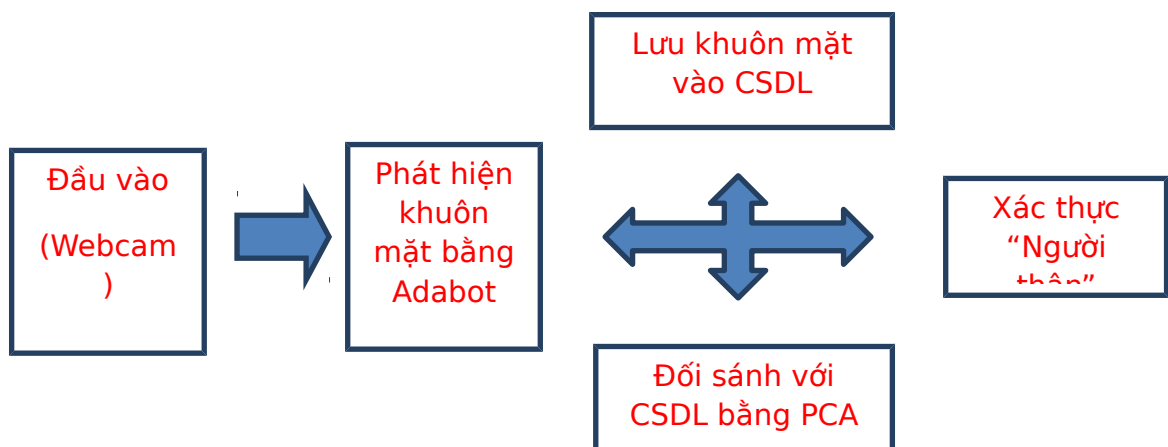 Lưu khuôn mặt
vào CSDL
Đầu vào
(Webcam
)
Phát hiện
khuôn
mặt bằng
Adabot
Xác thực
“Người
thân”
Đối sánh với
CSDL bằng PCA